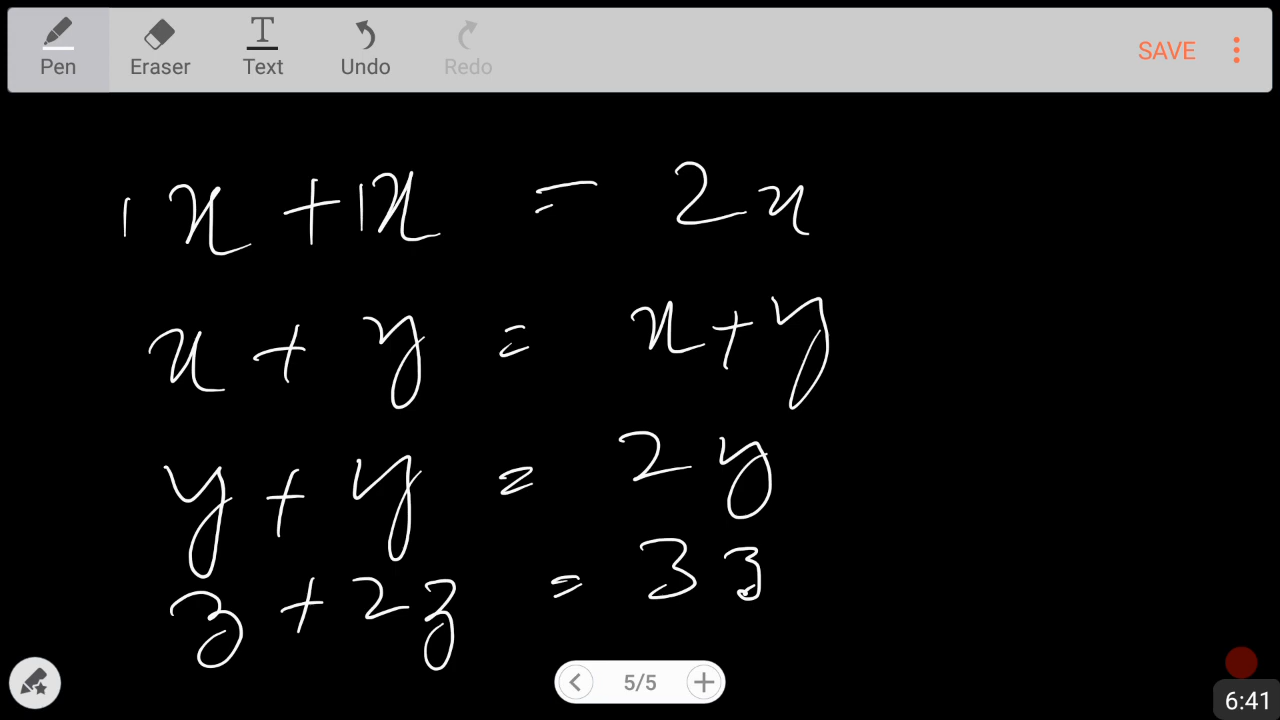 Pen Eraser Text Undo Redo SAVE
1x + 1x = 2x
x + y = x + y
y + y = 2y
z + 2z = 3z
5/5
6:41